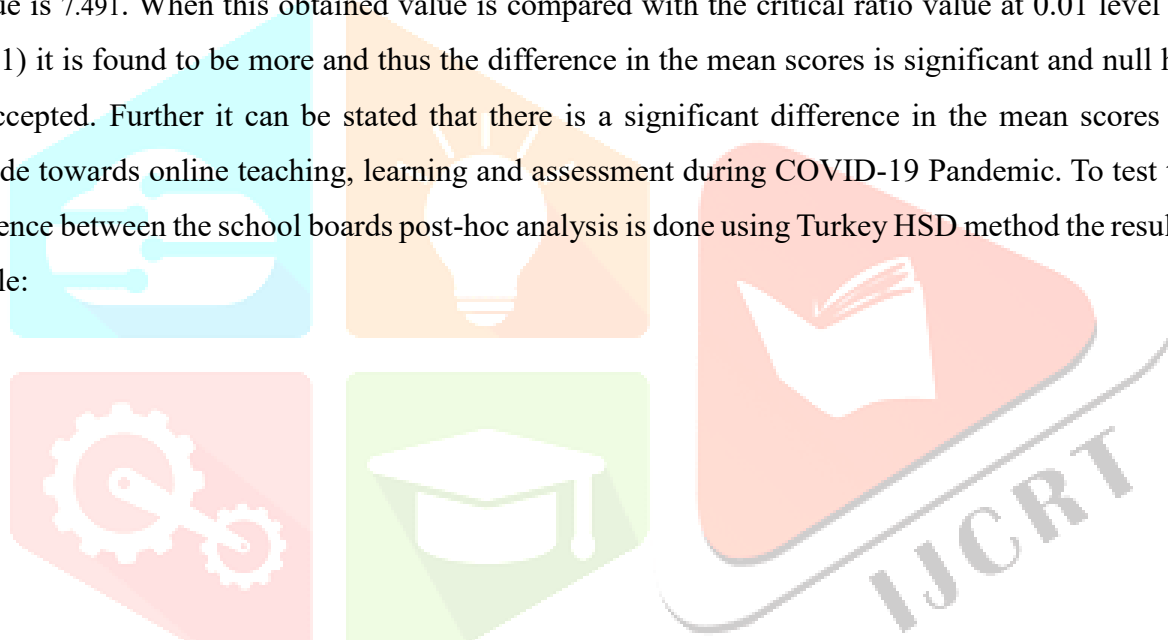 ue is 7.491. When this obtained value is compared with the critical ratio value at 0.01 level
1) it is found to be more and thus the difference in the mean scores is significant and null h
ccepted. Further it can be stated that there is a significant difference in the mean scores
de towards online teaching, learning and assessment during COVID-19 Pandemic. To test t
ence between the school boards post-hoc analysis is done using Turkey HSD method the resul
le:
IJCRT